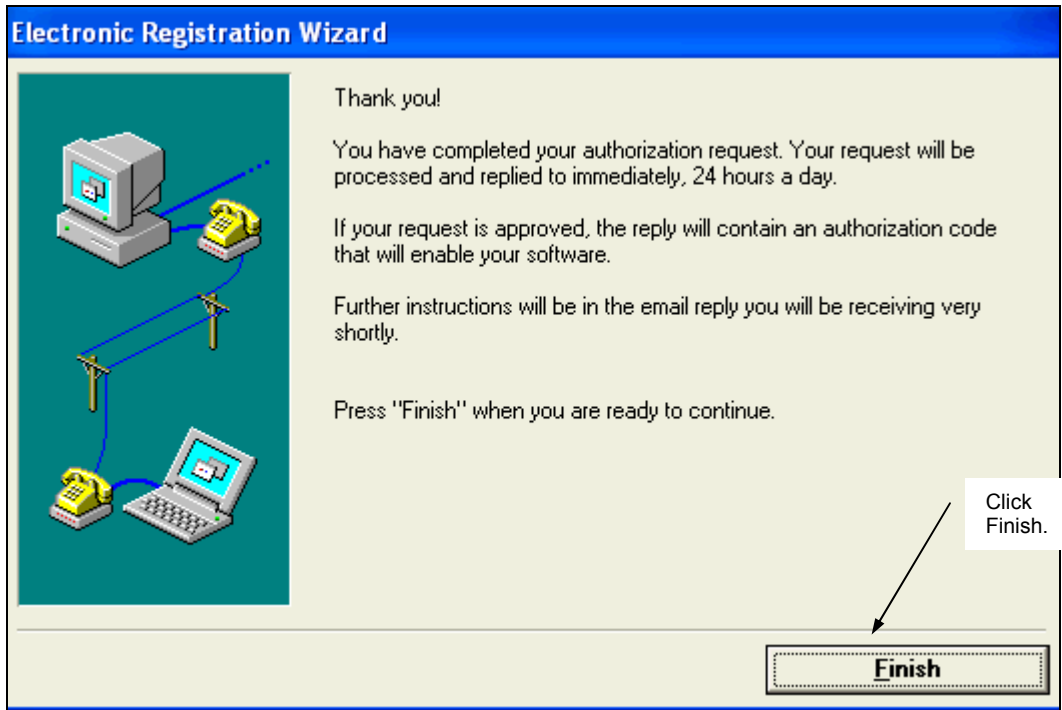 Electronic Registration Wizard
Thank you!
You have completed your authorization request. Your request will be
processed and replied to immediately, 24 hours a day.
If your request is approved, the reply will contain an authorization code
that will enable your software.
Further instructions will be in the email reply you will be receiving very
shortly.
Press "Finish" when you are ready to continue.
Click
Finish.
Finish